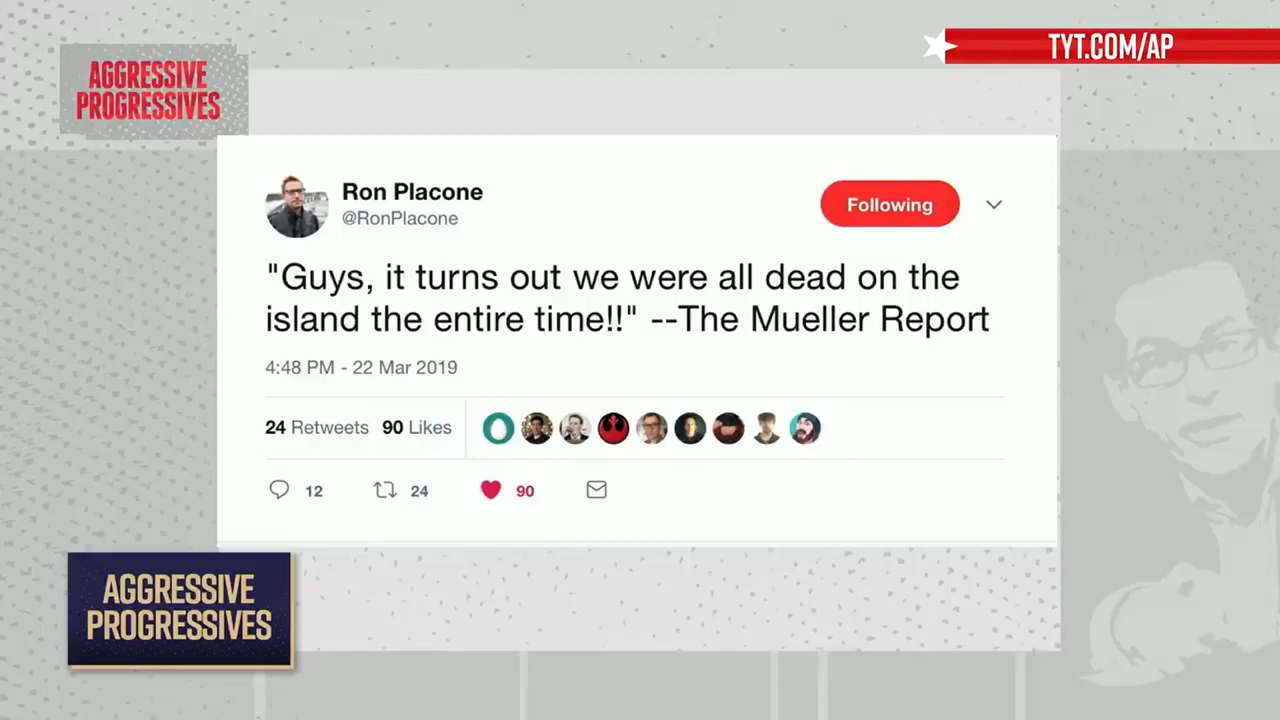 TYT.COM/AP
AGGRESSIVE
PROGRESSIVES
Ron Placone
@RonPlacone
Following
"Guys, it turns out we were all dead on the
island the entire time!!" --The Mueller Report
4:48 PM - 22 Mar 2019
24 Retweets 90 Likes
12 24 90
AGGRESSIVE
PROGRESSIVES